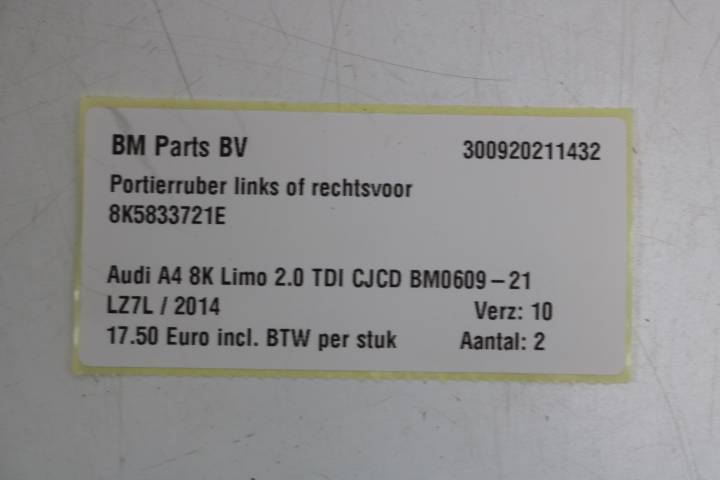 BM Parts BV 300920211432
Portierruber links of rechtsvoor
8K5833721E
Audi A4 8K Limo 2.0 TDI CJCD BM0609-21
LZ7L / 2014 Verz: 10
17.50 Euro incl. BTW per stuk Aantal: 2